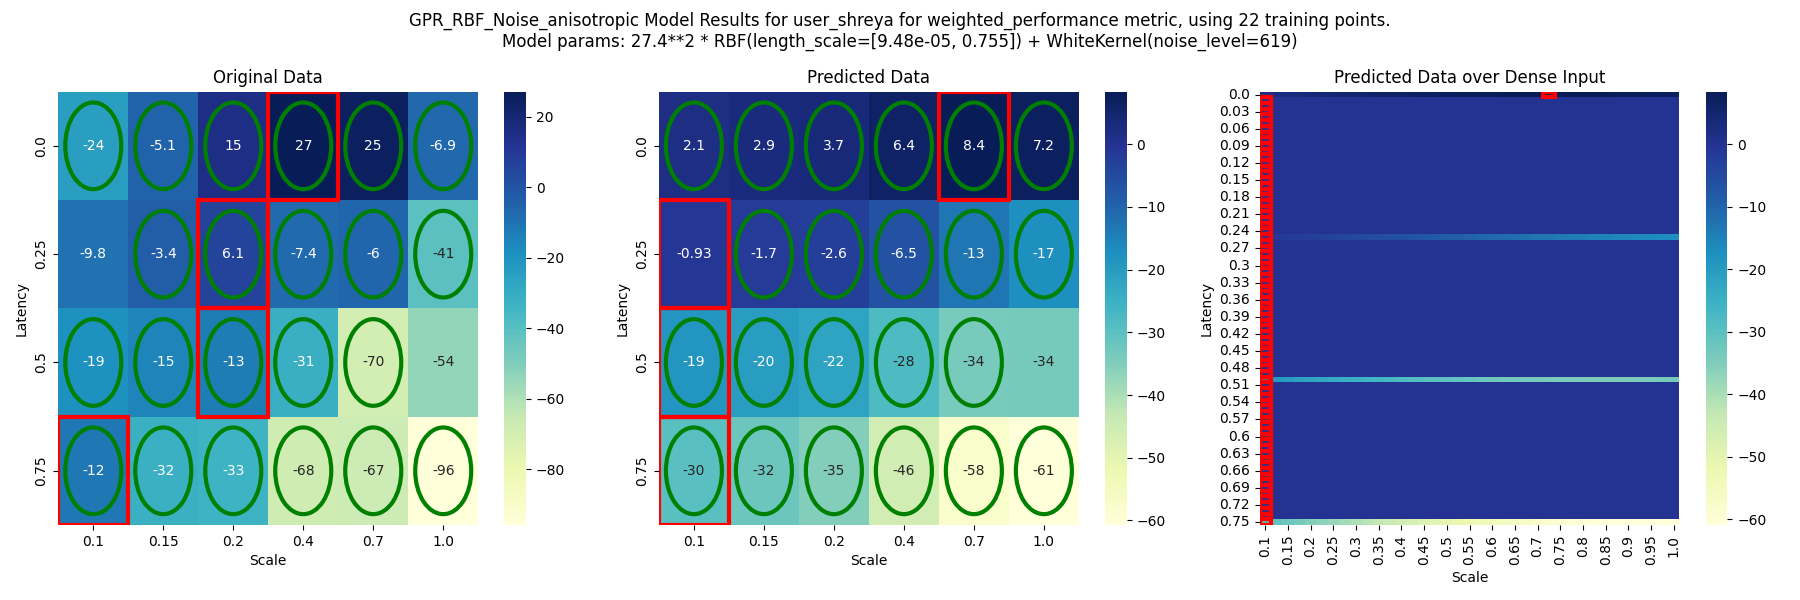 GPR_RBF_Noise_anisotropic Model Results for user_shreya for weighted_performance metric, using 22 training points.
Model params: 27.4**2 * RBF(length_scale=[9.48e-05, 0.755]) + WhiteKernel(noise_level=619)
Original Data
Latency
0.0 -24 -5.1 15 27 25 -6.9
0.25 -9.8 -3.4 6.1 -7.4 -6 -41
0.5 -19 -15 -13 -31 -70 -54
0.75 -12 -32 -33 -68 -67 -96
0.1 0.15 0.2 0.4 0.7 1.0
Scale
20
0
−20
−40
−60
−80
Predicted Data
Latency
0.0 2.1 2.9 3.7 6.4 8.4 7.2
0.25 -0.93 -1.7 -2.6 -6.5 -13 -17
0.5 -19 -20 -22 -28 -34 -34
0.75 -30 -32 -35 -46 -58 -61
0.1 0.15 0.2 0.4 0.7 1.0
Scale
0
−10
−20
−30
−40
−50
−60
Predicted Data over Dense Input
Latency
0.0
0.03
0.06
0.09
0.12
0.15
0.18
0.21
0.24
0.27
0.3
0.33
0.36
0.39
0.42
0.45
0.48
0.51
0.54
0.57
0.6
0.63
0.66
0.69
0.72
0.75
0.1 0.15 0.2 0.25 0.3 0.35 0.4 0.45 0.5 0.55 0.6 0.65 0.7 0.75 0.8 0.85 0.9 0.95 1.0
Scale
0
−10
−20
−30
−40
−50
−60